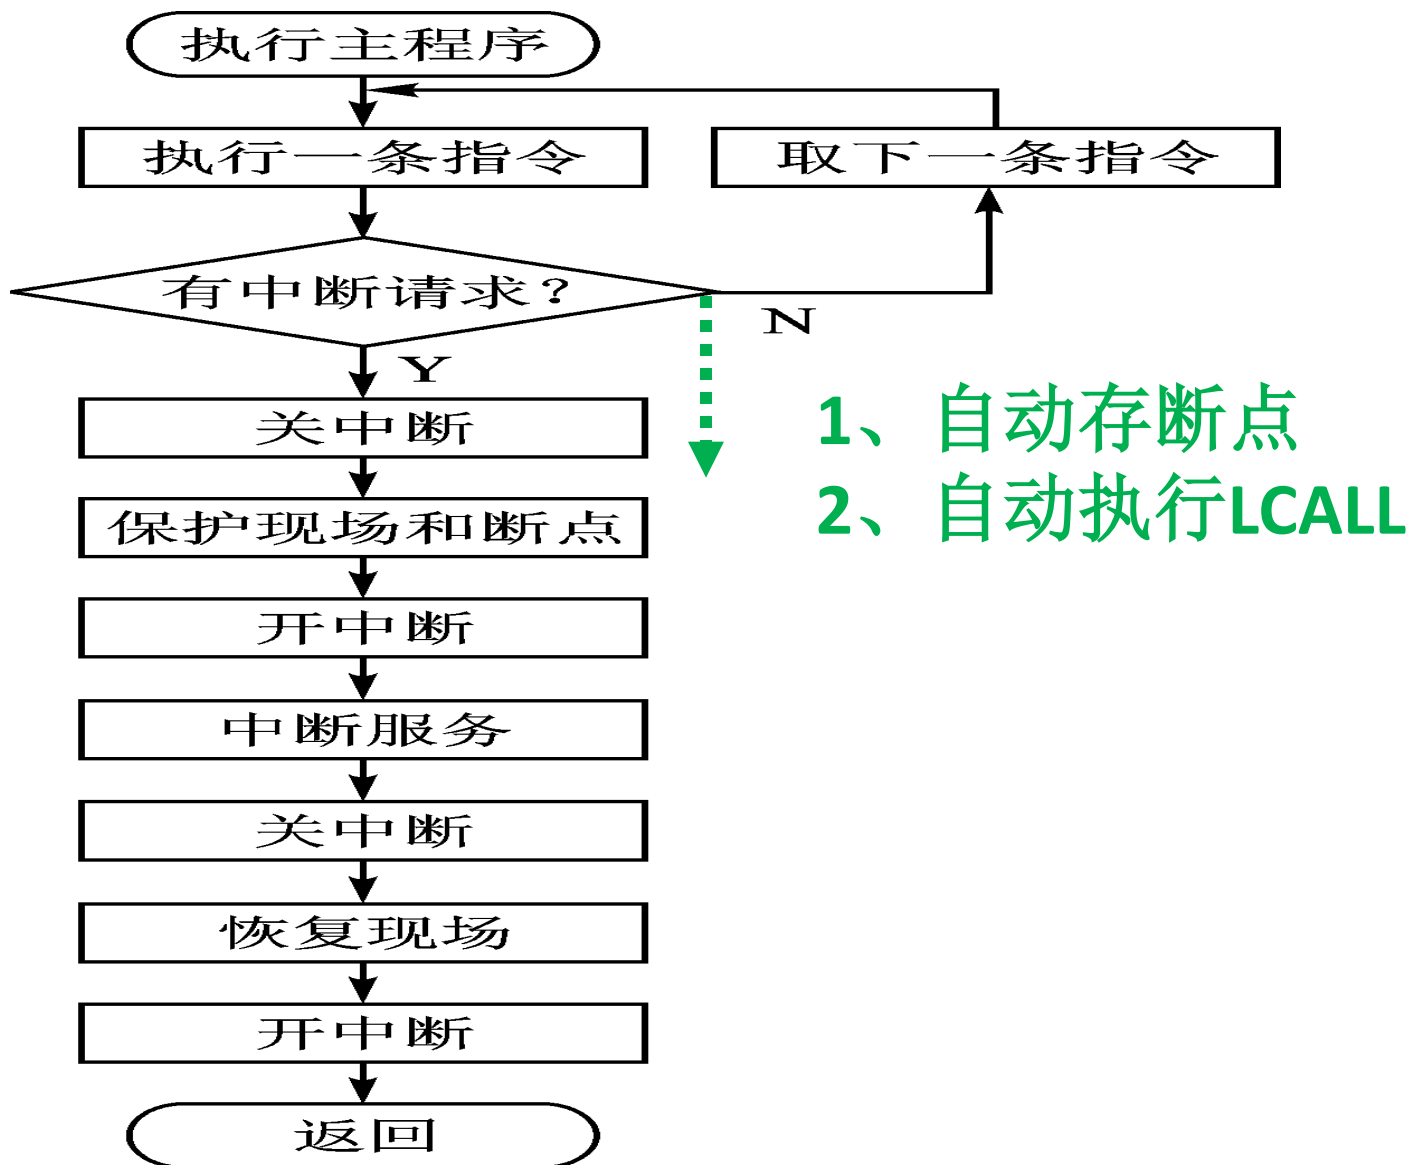 执行主程序
执行一条指令
取下一条指令
有中断请求？
N
Y
关中断
1、自动存断点
保护现场和断点
2、自动执行LCALL
开中断
中断服务
关中断
恢复现场
开中断
返回